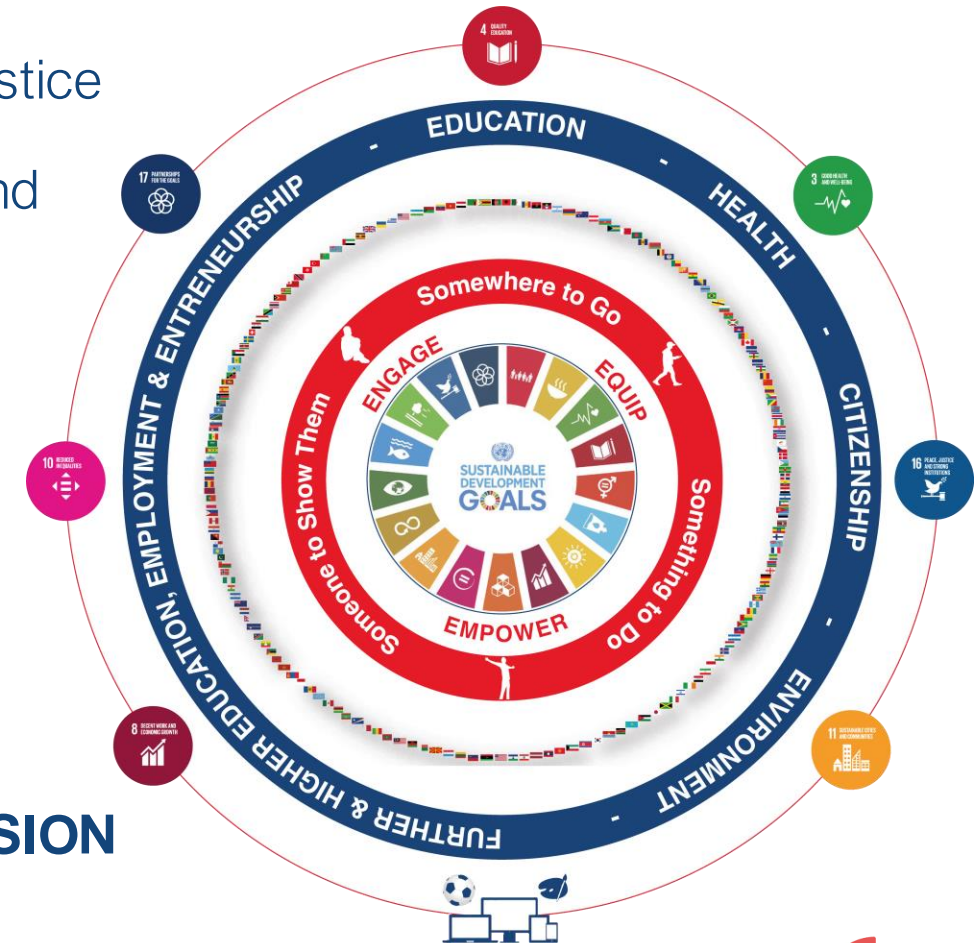 stice
nd
SION
4 QUALITY
EDUCATION
3 GOOD HEALTH
AND WELL-BEING
16 PEACE, JUSTICE
AND STRONG
INSTITUTIONS
11 SUSTAINABLE CITIES
AND COMMUNITIES
8 DECENT WORK AND
ECONOMIC GROWTH
10 REDUCED
INEQUALITIES
17 PARTNERSHIPS
FOR THE GOALS
- EDUCATION - HEALTH - CITIZENSHIP - ENVIRONMENT - FURTHER & HIGHER EDUCATION, EMPLOYMENT & ENTRENEURSHIP
Somewhere to Go
Something to Do
Someone to Show Them
ENGAGE
EQUIP
EMPOWER
SUSTAINABLE
DEVELOPMENT
GOALS